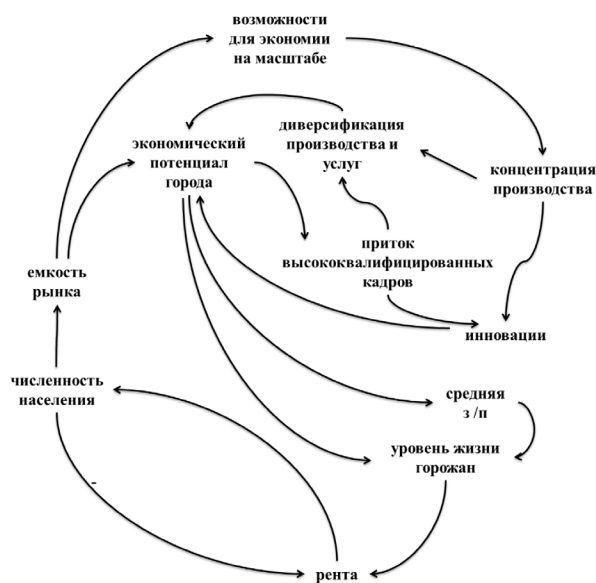 возможности
для экономии
на масштабе
диверсификация
производства и
услуг
экономический
потенциал
города
концентрация
производства
приток
высококвалифицированных
кадров
емкость
рынка
инновации
численность
населения
средняя
з /п
уровень жизни
горожан
-
рента